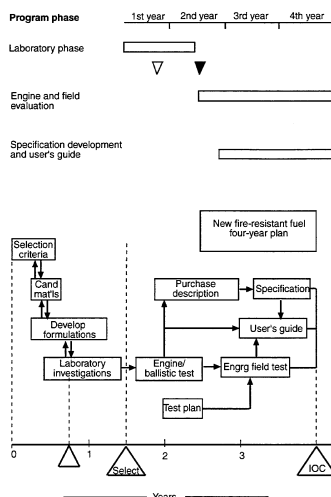 Program phase
1st year
2nd year
3rd year
4th year
Laboratory phase
Engine and field
evaluation
Specification development
and user's guide
New fire-resistant fuel
four-year plan
Selection
criteria
Cand
mat'ls
Develop
formulations
Laboratory
investigations
Purchase
description
Specification
User's guide
Engine/
ballistic test
Engrg field test
Test plan
0
1
2
3
4
Select
IOC
Years